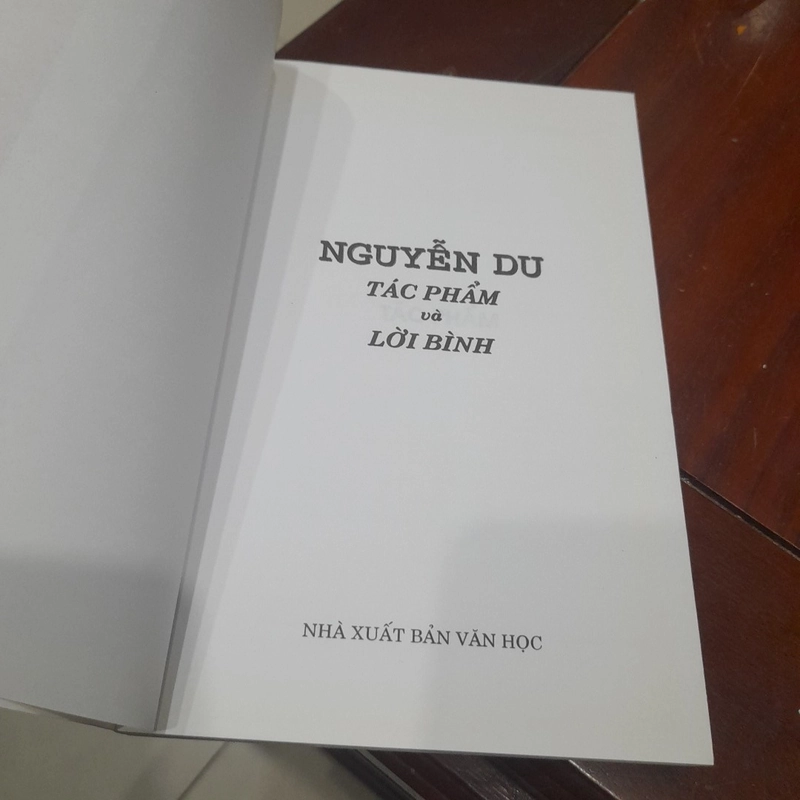 NGUYỄN DU
TÁC PHẨM
và
LỜI BÌNH
NHÀ XUẤT BẢN VĂN HỌC